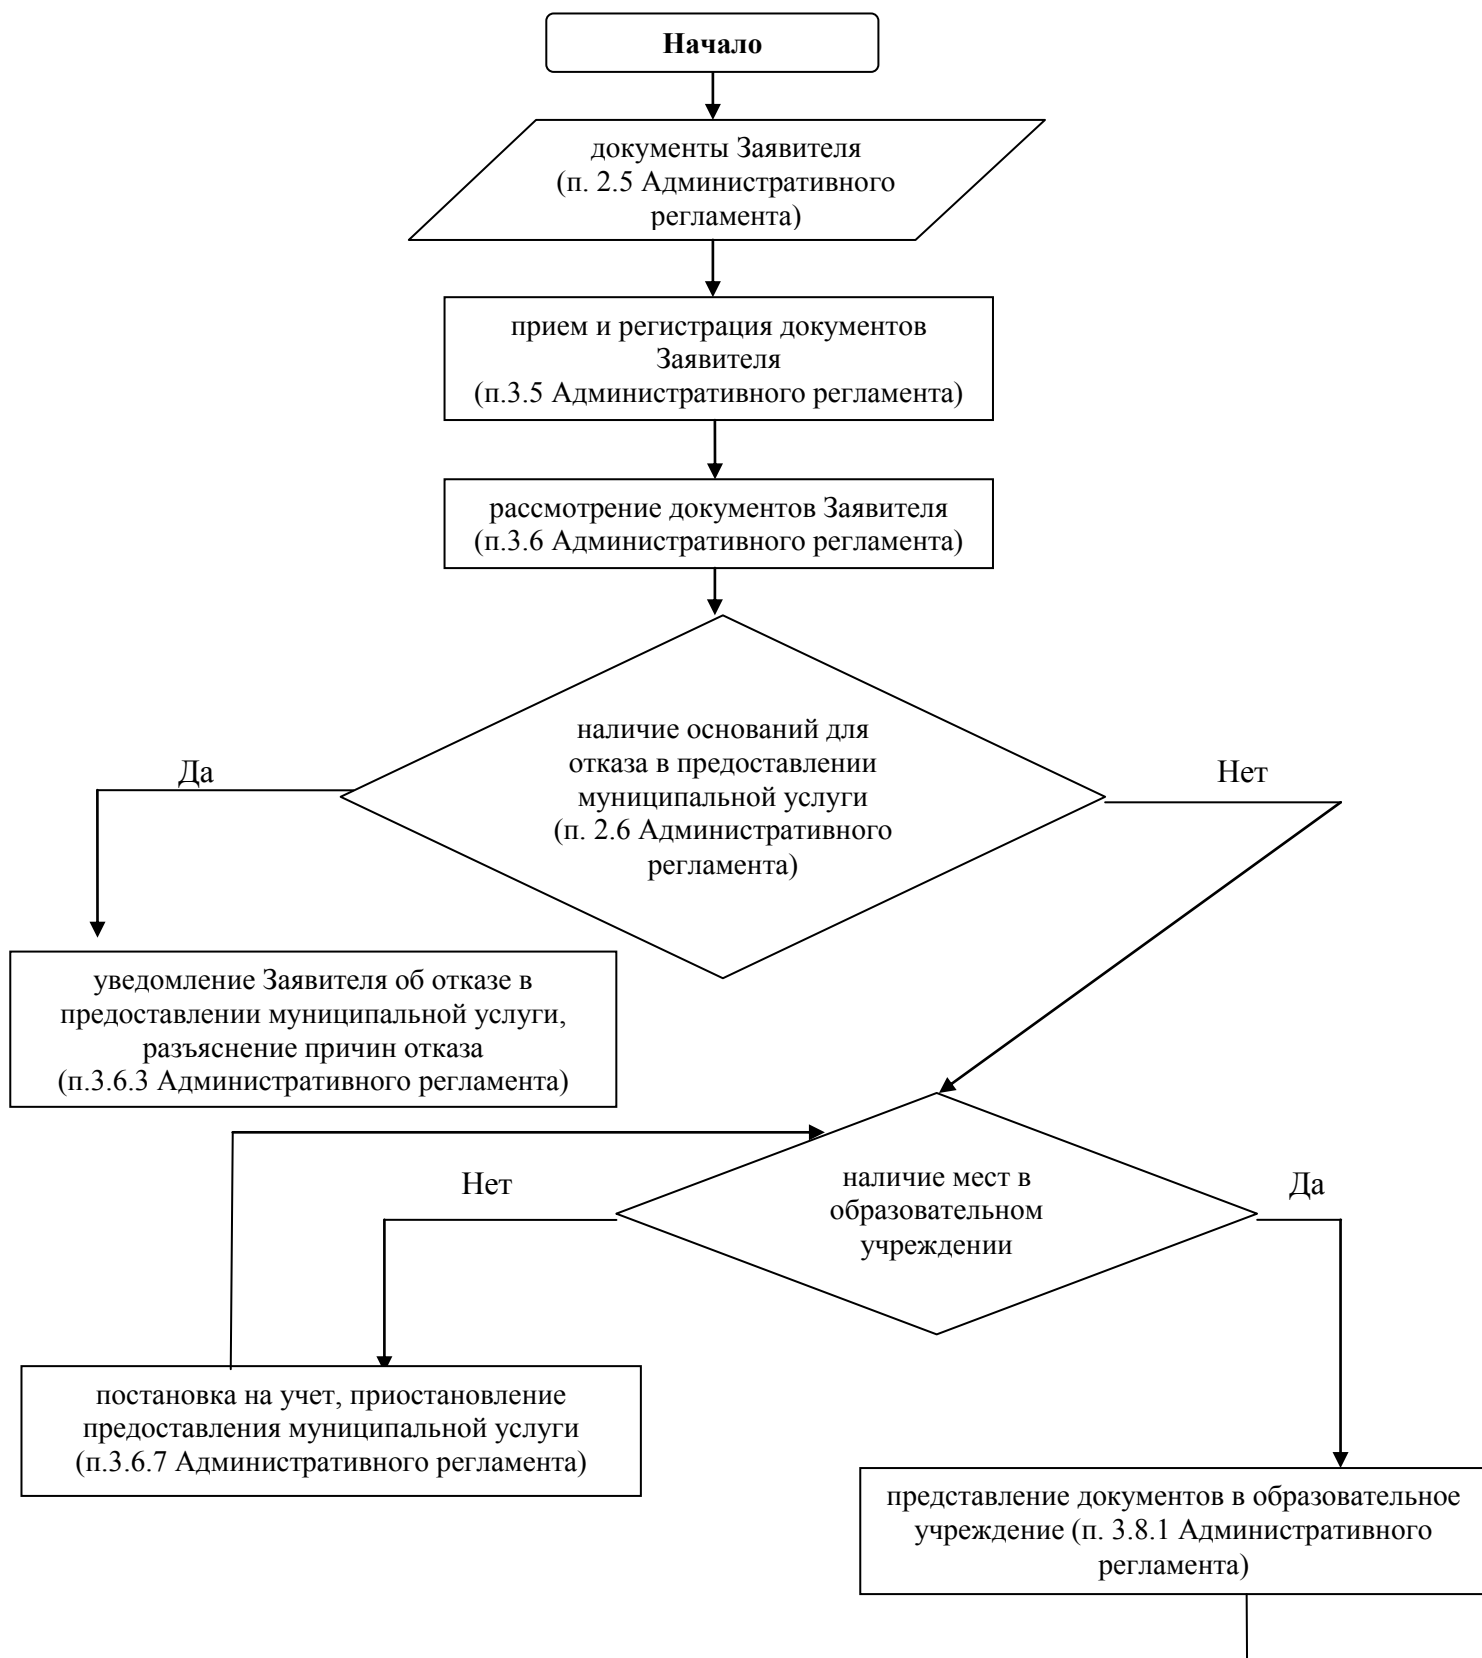 Начало
документы Заявителя
(п. 2.5 Административного
регламента)
прием и регистрация документов
Заявителя
(п.3.5 Административного регламента)
рассмотрение документов Заявителя
(п.3.6 Административного регламента)
наличие оснований для
отказа в предоставлении
муниципальной услуги
(п. 2.6 Административного
регламента)
Да
Нет
уведомление Заявителя об отказе в
предоставлении муниципальной услуги,
разъяснение причин отказа
(п.3.6.3 Административного регламента)
Нет
наличие мест в
образовательном
учреждении
Да
постановка на учет, приостановление
предоставления муниципальной услуги
(п.3.6.7 Административного регламента)
представление документов в образовательное
учреждение (п. 3.8.1 Административного
регламента)